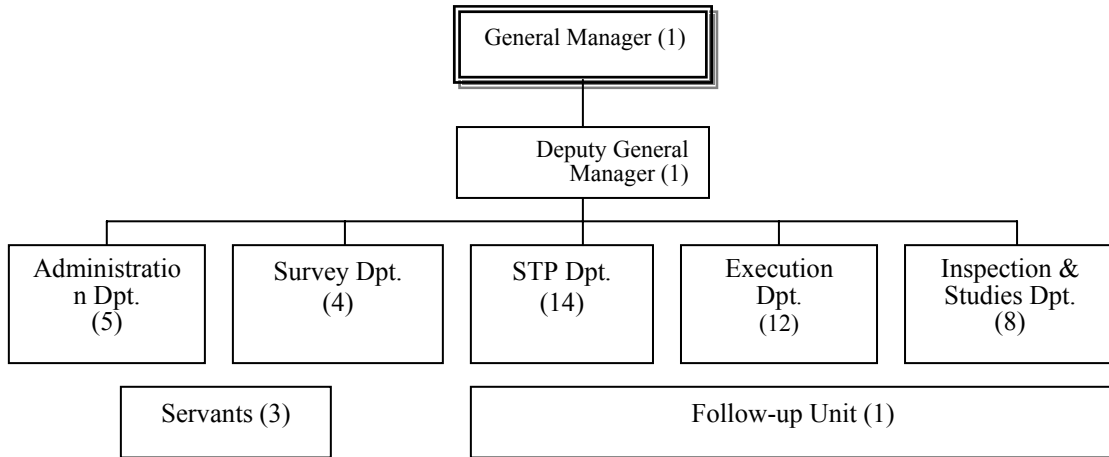 General Manager (1)
Deputy General
Manager (1)
Administratio
n Dpt.
(5)
Survey Dpt.
(4)
STP Dpt.
(14)
Execution
Dpt.
(12)
Inspection &
Studies Dpt.
(8)
Servants (3)
Follow-up Unit (1)